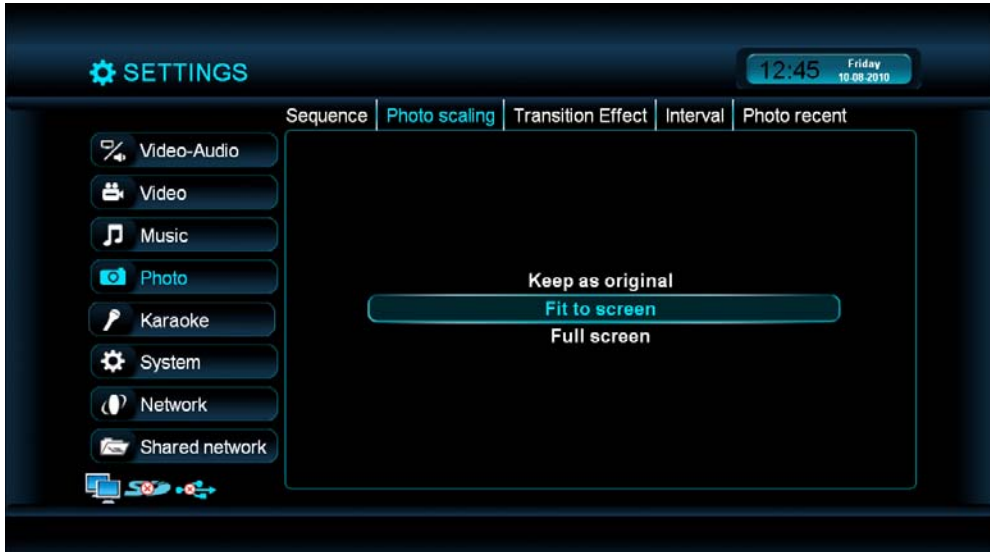 SETTINGS
12:45 Friday
10-08-2010
Sequence Photo scaling Transition Effect Interval Photo recent
Video-Audio
Video
Music
Photo
Karaoke
System
Network
Shared network
Keep as original
Fit to screen
Full screen